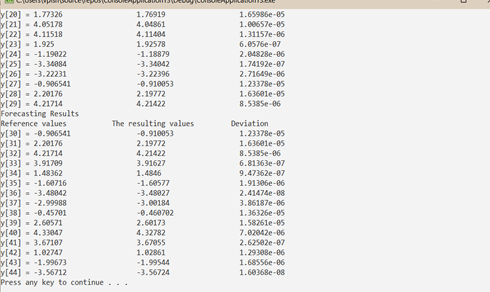 y[20] = 1.77326 1.76919 1.65986e-05
y[21] = 4.05178 4.04861 1.00657e-05
y[22] = 4.11518 4.11404 1.31157e-06
y[23] = 1.925 1.92578 6.0576e-07
y[24] = -1.19022 -1.18879 2.04828e-06
y[25] = -3.34084 -3.34042 1.74192e-07
y[26] = -3.22231 -3.22396 2.71649e-06
y[27] = -0.906541 -0.910053 1.23378e-05
y[28] = 2.20176 2.19772 1.63601e-05
y[29] = 4.21714 4.21422 8.5385e-06
Forecasting Results
Reference values The resulting values Deviation
y[30] = -0.906541 -0.910053 1.23378e-05
y[31] = 2.20176 2.19772 1.63601e-05
y[32] = 4.21714 4.21422 8.5385e-06
y[33] = 3.91709 3.91627 6.81363e-07
y[34] = 1.48362 1.4846 9.47362e-07
y[35] = -1.60716 -1.60577 1.91306e-06
y[36] = -3.48042 -3.48027 2.41474e-08
y[37] = -2.99988 -3.00184 3.86187e-06
y[38] = -0.45701 -0.460702 1.36326e-05
y[39] = 2.60571 2.60173 1.58261e-05
y[40] = 4.33047 4.32782 7.02042e-06
y[41] = 3.67107 3.67055 2.62502e-07
y[42] = 1.02747 1.02861 1.29308e-06
y[43] = -1.99673 -1.99544 1.68556e-06
y[44] = -3.56712 -3.56724 1.60368e-08
Press any key to continue . . .